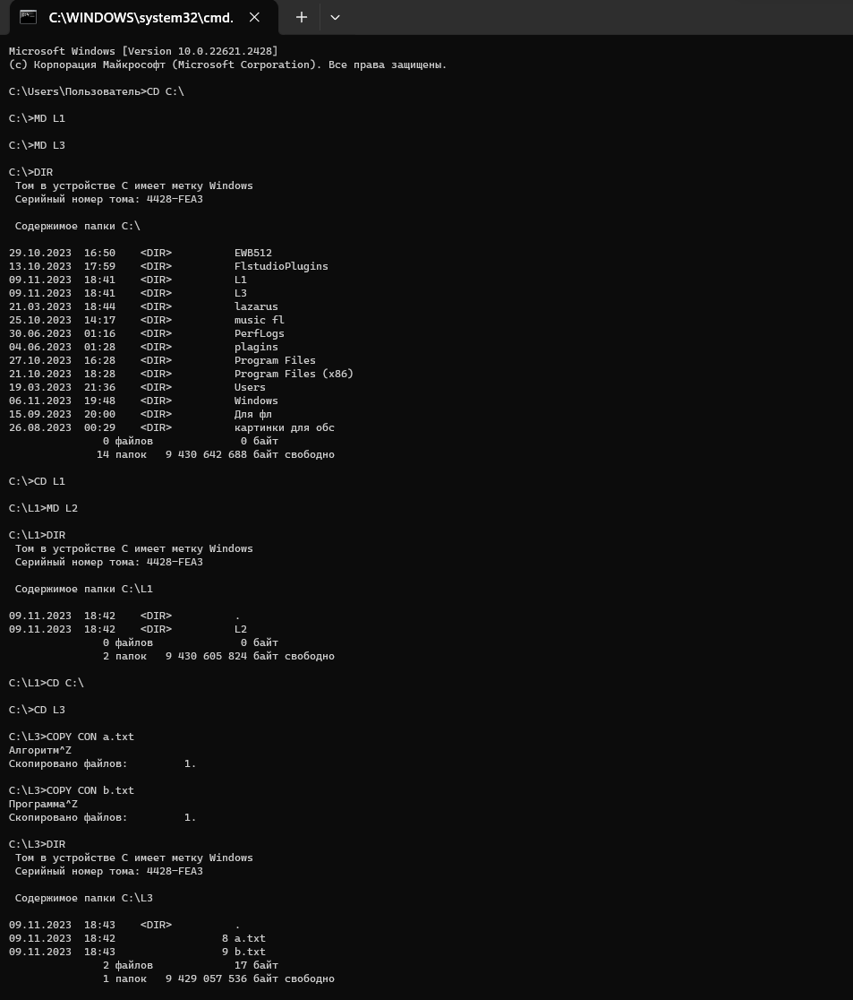 C:\WINDOWS\system32\cmd.
Microsoft Windows [Version 10.0.22621.2428]
(c) Корпорация Майкрософт (Microsoft Corporation). Все права защищены.
C:\Users\Пользователь>CD C:\
C:\>MD L1
C:\>MD L3
C:\>DIR
 Том в устройстве C имеет метку Windows
 Серийный номер тома: 4428-FEA3
 Содержимое папки C:\
29.10.2023  16:50    <DIR>          EWB512
13.10.2023  17:59    <DIR>          FlstudioPlugins
09.11.2023  18:41    <DIR>          L1
09.11.2023  18:41    <DIR>          L3
21.03.2023  18:44    <DIR>          lazarus
25.10.2023  14:17    <DIR>          music fl
30.06.2023  01:16    <DIR>          PerfLogs
04.06.2023  01:28    <DIR>          plagins
27.10.2023  16:28    <DIR>          Program Files
21.10.2023  18:28    <DIR>          Program Files (x86)
19.03.2023  21:36    <DIR>          Users
06.11.2023  19:48    <DIR>          Windows
15.09.2023  20:00    <DIR>          Для фл
26.08.2023  00:29    <DIR>          картинки для обс
               0 файлов              0 байт
              14 папок   9 430 642 688 байт свободно
C:\>CD L1
C:\L1>MD L2
C:\L1>DIR
 Том в устройстве C имеет метку Windows
 Серийный номер тома: 4428-FEA3
 Содержимое папки C:\L1
09.11.2023  18:42    <DIR>          .
09.11.2023  18:42    <DIR>          L2
               0 файлов              0 байт
               2 папок   9 430 605 824 байт свободно
C:\L1>CD C:\
C:\>CD L3
C:\L3>COPY CON a.txt
Алгоритм^Z
Скопировано файлов:         1.
C:\L3>COPY CON b.txt
Программа^Z
Скопировано файлов:         1.
C:\L3>DIR
 Том в устройстве C имеет метку Windows
 Серийный номер тома: 4428-FEA3
 Содержимое папки C:\L3
09.11.2023  18:43    <DIR>          .
09.11.2023  18:42                 8 a.txt
09.11.2023  18:43                 9 b.txt
               2 файлов             17 байт
               1 папок   9 429 057 536 байт свободно